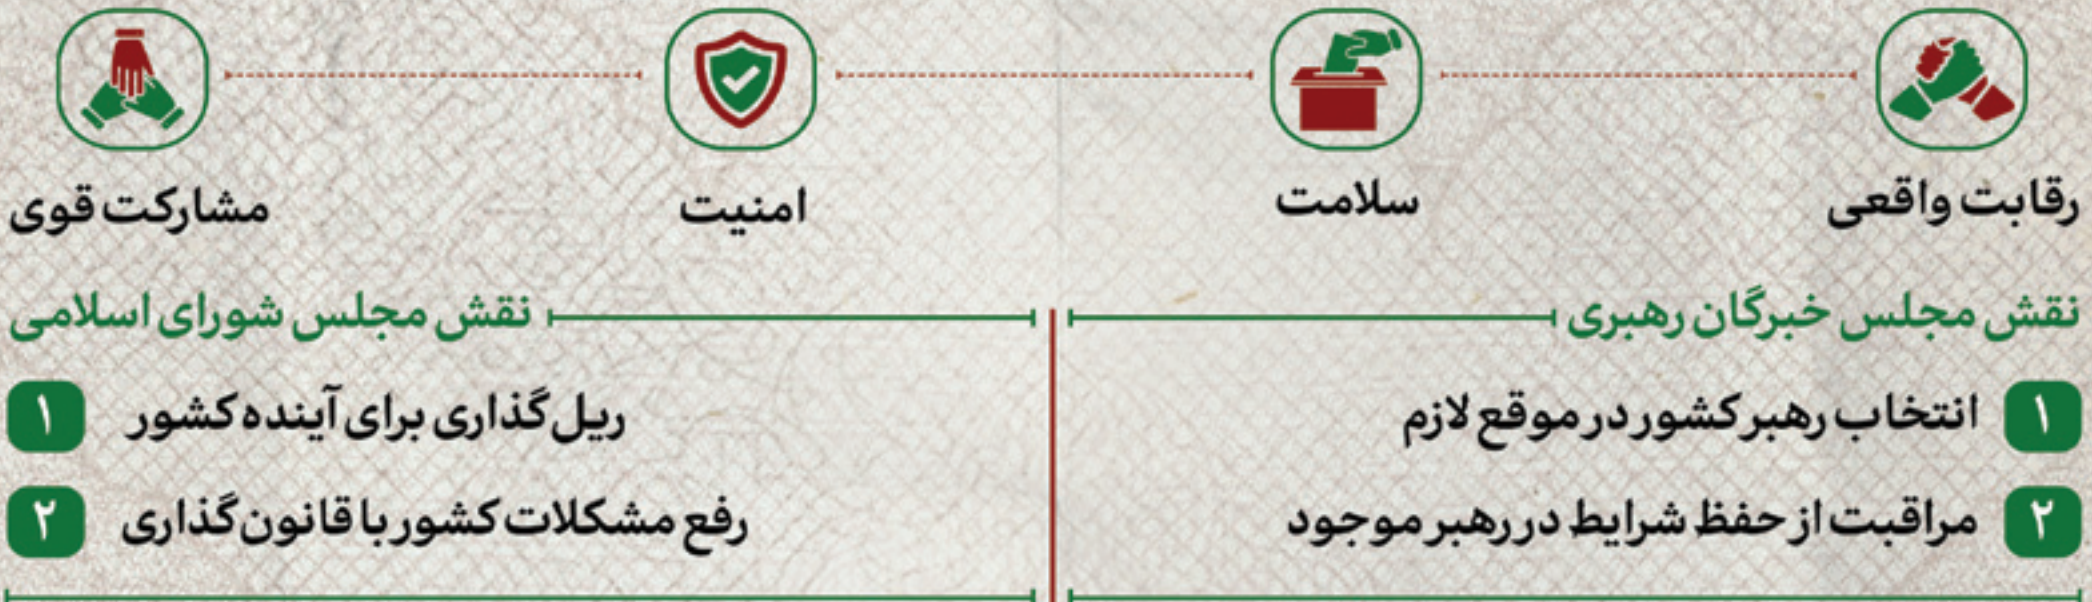 رقابت واقعی
سلامت
امنیت
مشارکت قوی
نقش مجلس خبرگان رهبری
۱ انتخاب رهبر کشور در موقع لازم
۲ مراقبت از حفظ شرایط در رهبر موجود
نقش مجلس شورای اسلامی
۱ ریل‌گذاری برای آینده کشور
۲ رفع مشکلات کشور با قانون‌گذاری